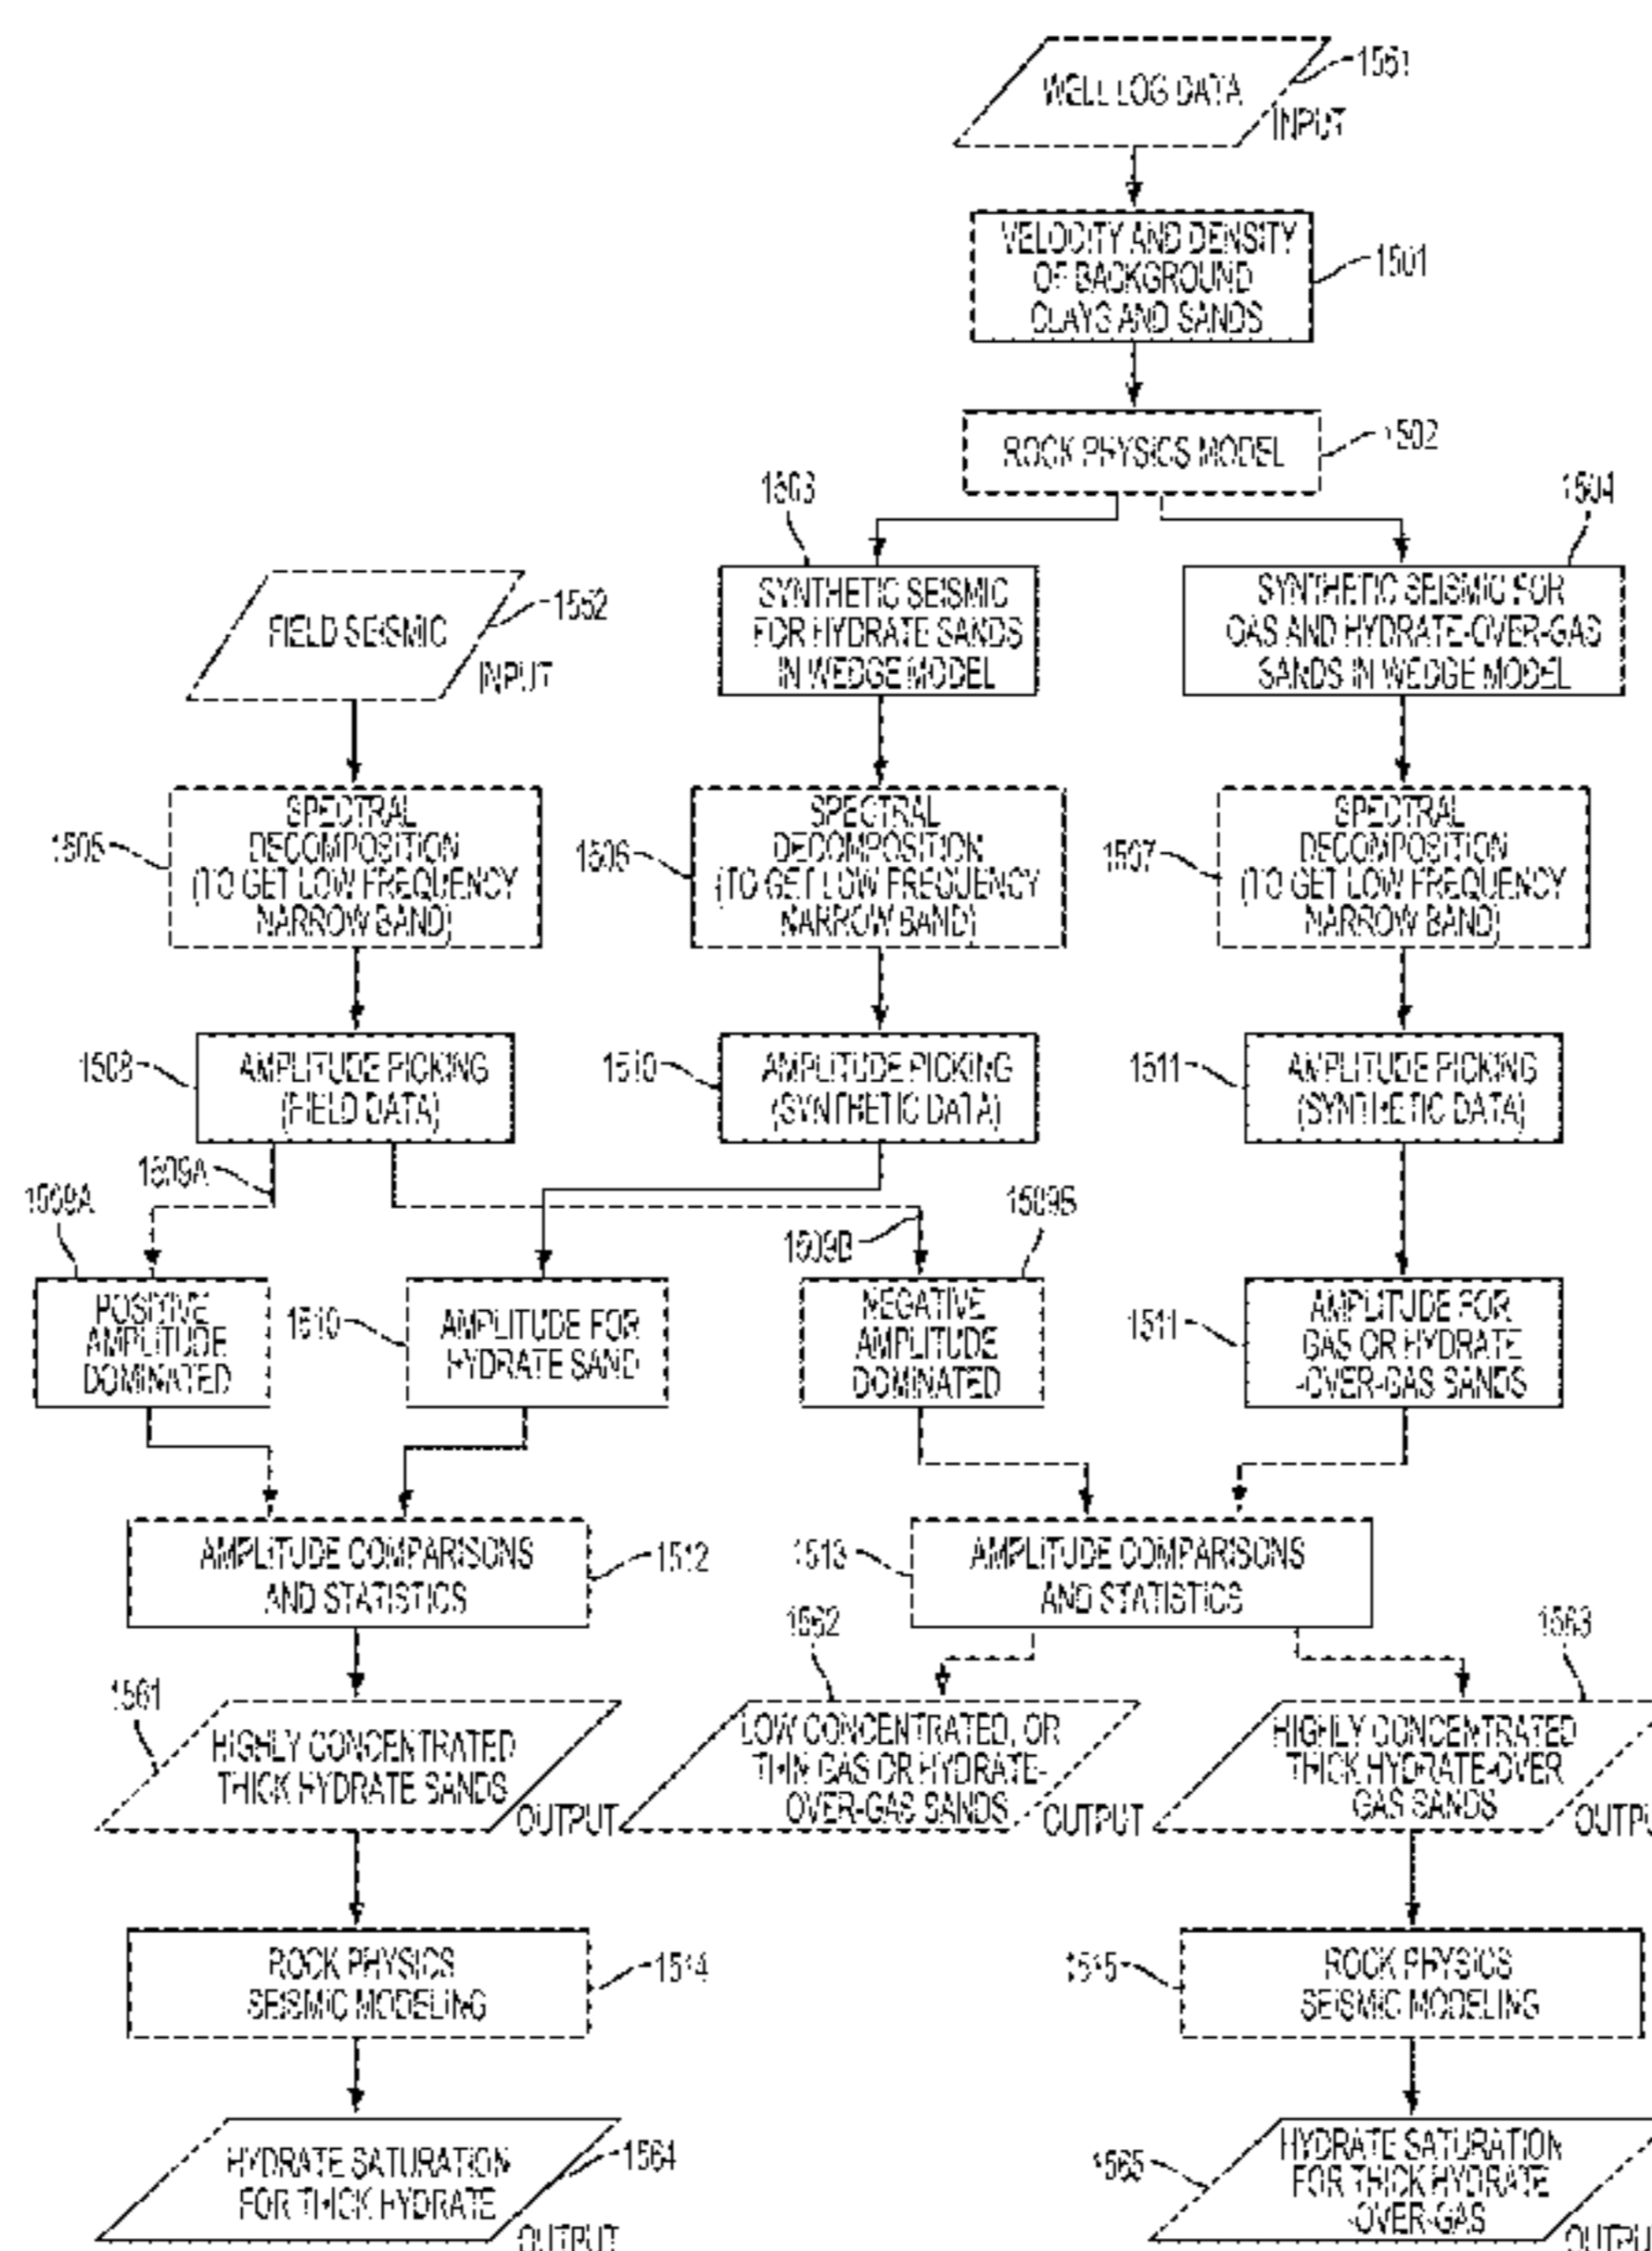 WELL LOG DATA
1551
INPUT
VELOCITY AND DENSITY
OF BACKGROUND
CLAYS AND SANDS
1501
ROCK PHYSICS MODEL
1502
1503
1504
FIELD SEISMIC
1552
INPUT
SYNTHETIC SEISMIC
FOR HYDRATE SANDS
IN WEDGE MODEL
SYNTHETIC SEISMIC FOR
GAS AND HYDRATE-OVER-GAS
SANDS IN WEDGE MODEL
1505
SPECTRAL
DECOMPOSITION
(TO GET LOW FREQUENCY
NARROW BAND)
1506
SPECTRAL
DECOMPOSITION
(TO GET LOW FREQUENCY
NARROW BAND)
1507
SPECTRAL
DECOMPOSITION
(TO GET LOW FREQUENCY
NARROW BAND)
1508
AMPLITUDE PICKING
(FIELD DATA)
1510
AMPLITUDE PICKING
(SYNTHETIC DATA)
1511
AMPLITUDE PICKING
(SYNTHETIC DATA)
1509A
1509A
1509B
1509B
POSITIVE
AMPLITUDE
DOMINATED
1510
AMPLITUDE FOR
HYDRATE SAND
NEGATIVE
AMPLITUDE
DOMINATED
1511
AMPLITUDE FOR
GAS OR HYDRATE
-OVER-GAS SANDS
AMPLITUDE COMPARISONS
AND STATISTICS
1512
1513
AMPLITUDE COMPARISONS
AND STATISTICS
1561
1562
1563
HIGHLY CONCENTRATED
THICK HYDRATE SANDS
OUTPUT
LOW CONCENTRATED, OR
THIN GAS OR HYDRATE-
OVER-GAS SANDS
OUTPUT
HIGHLY CONCENTRATED
THICK HYDRATE-OVER
GAS SANDS
OUTPU
ROCK PHYSICS
SEISMIC MODELING
1514
1515
ROCK PHYSICS
SEISMIC MODELING
HYDRATE SATURATION
FOR THICK HYDRATE
1564
OUTPUT
1565
HYDRATE SATURATION
FOR THICK HYDRATE
-OVER-GAS
OUTPU